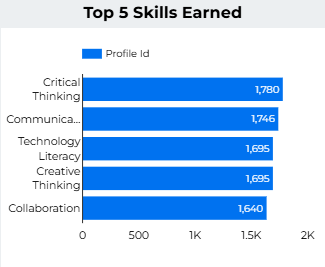 Top 5 Skills Earned
Profile Id
Critical
Thinking
1,780
Communica...
1,746
Technology
Literacy
1,695
Creative
Thinking
1,695
Collaboration
1,640
0 500 1K 1.5K 2K